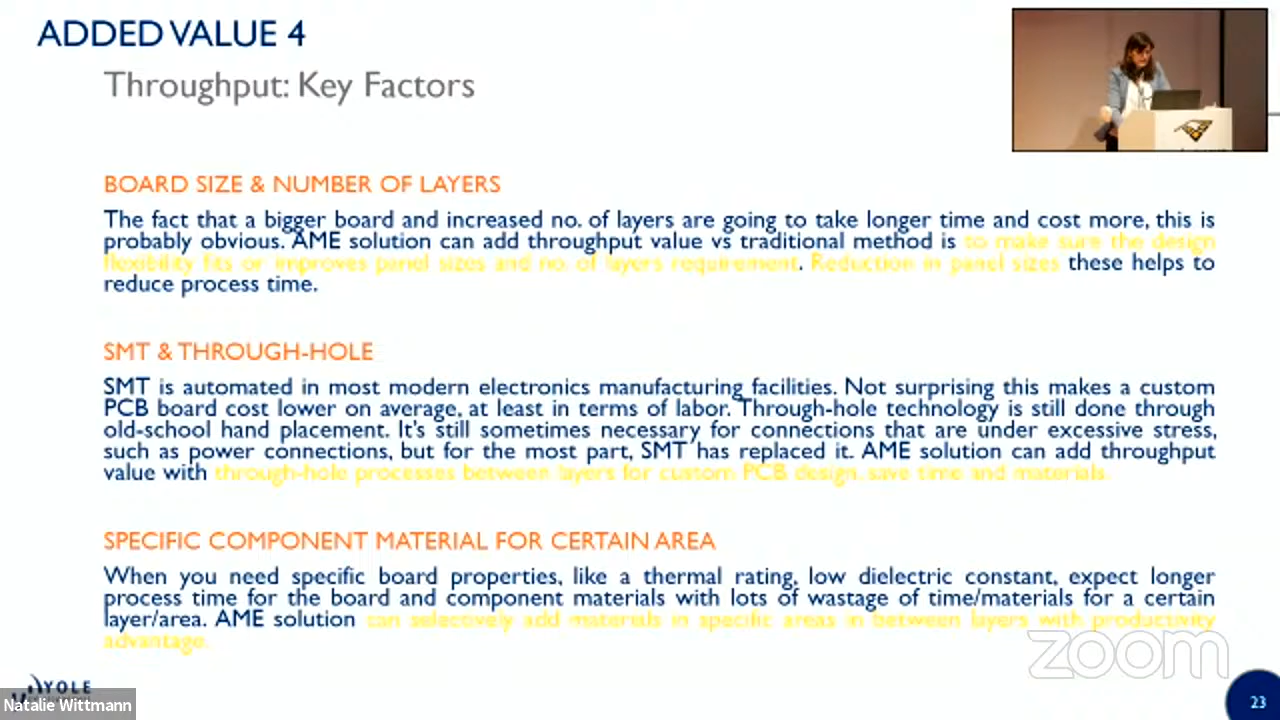 ADDED VALUE 4
Throughput: Key Factors
BOARD SIZE & NUMBER OF LAYERS
The fact that a bigger board and increased no. of layers are going to take longer time and cost more, this is
probably obvious. AME solution can add throughput value vs traditional method is to make sure the design
flexibility fits or improves panel sizes and no. of layers requirement. Reduction in panel sizes these helps to
reduce process time.
SMT & THROUGH-HOLE
SMT is automated in most modern electronics manufacturing facilities. Not surprising this makes a custom
PCB board cost lower on average, at least in terms of labor. Through-hole technology is still done through
old-school hand placement. It's still sometimes necessary for connections that are under excessive stress,
such as power connections, but for the most part, SMT has replaced it. AME solution can add throughput
value with through-hole processes between layers for custom PCB design, save time and materials.
SPECIFIC COMPONENT MATERIAL FOR CERTAIN AREA
When you need specific board properties, like a thermal rating, low dielectric constant, expect longer
process time for the board and component materials with lots of wastage of time/materials for a certain
layer/area. AME solution can selectively add materials in specific areas in between layers with productivity
advantage.
zoom
YOLE
Natalie Wittmann
23